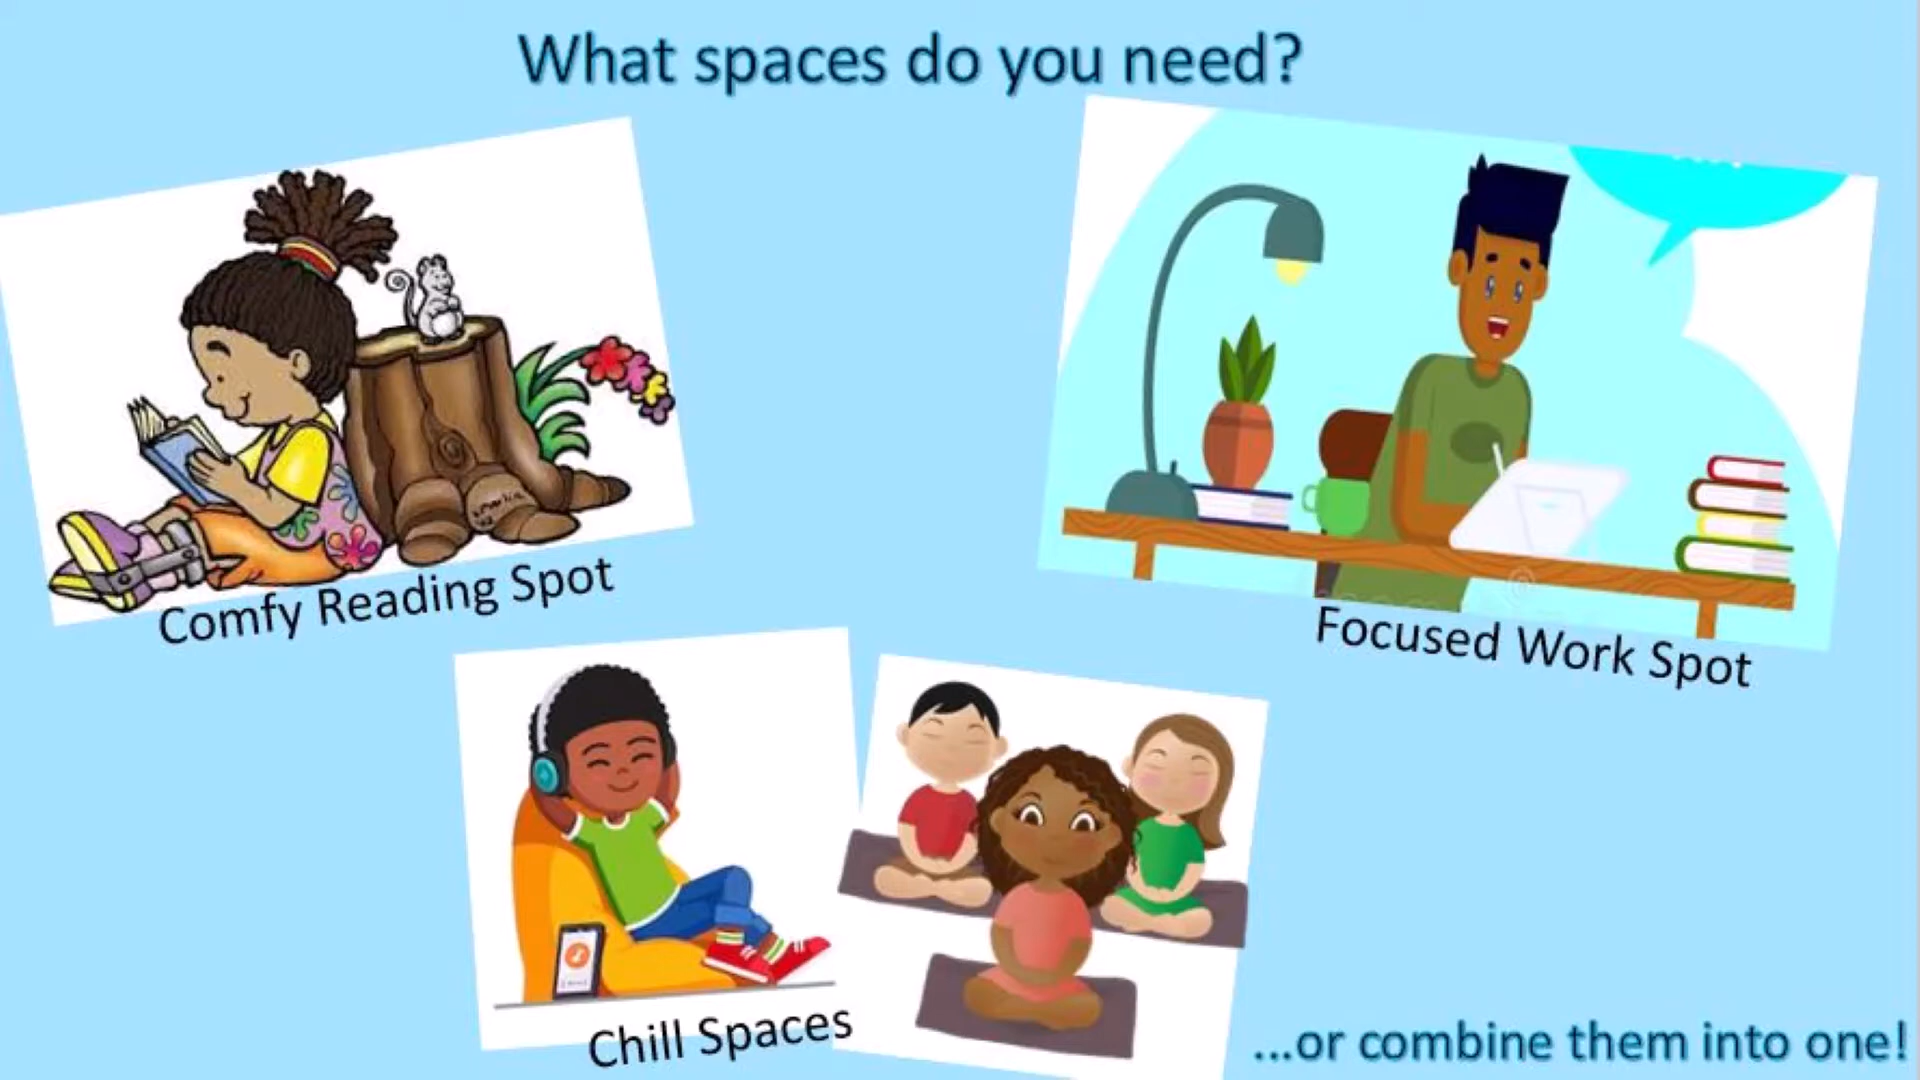 What spaces do you need?
Comfy Reading Spot
Focused Work Spot
Chill Spaces
...or combine them into one!